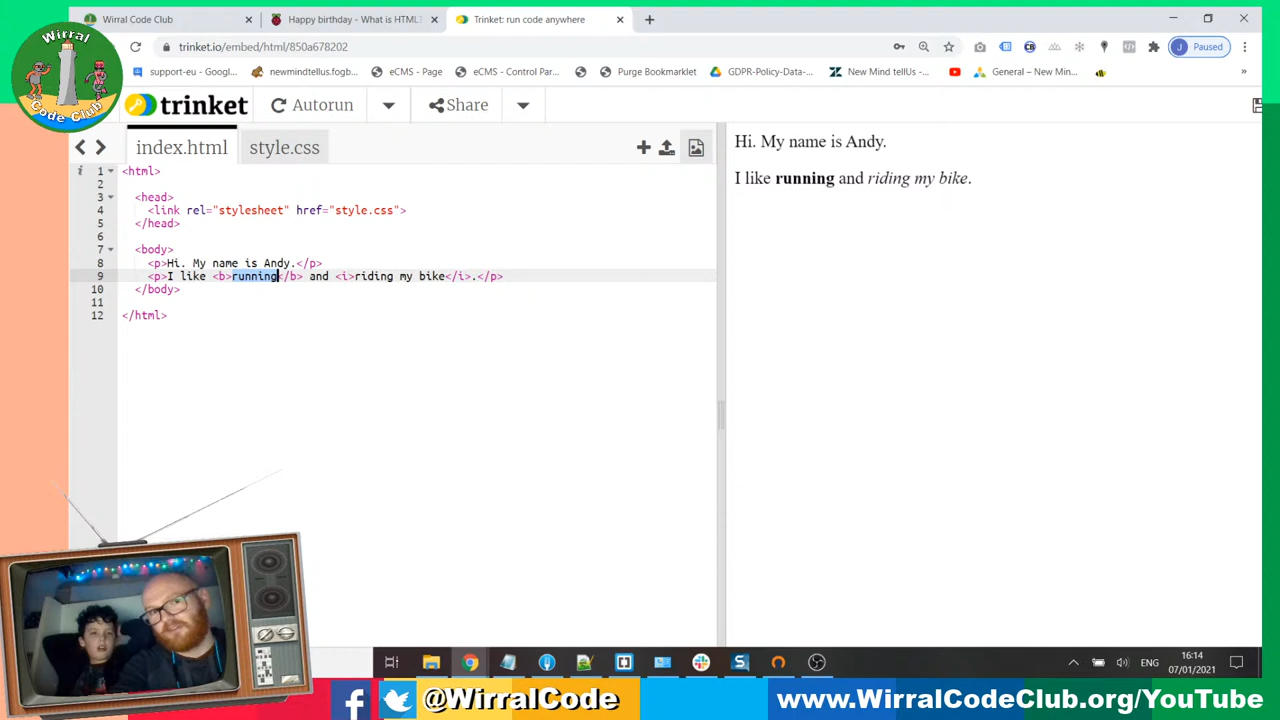 Wirral Code Club
Happy birthday - What is HTML?
Trinket: run code anywhere
trinket.io/embed/html/850a678202
J Paused
support-eu - Googl...
newmindtellus.fogb...
eCMS - Page
eCMS - Control Par...
Purge Bookmarklet
GDPR-Policy-Data-...
New Mind tellUs -...
General – New Min...
»
Wirral
Code Club
trinket
Autorun
Share
index.html
style.css
1 <html>
2
3 <head>
4 <link rel="stylesheet" href="style.css">
5 </head>
6
7 <body>
8 <p>Hi. My name is Andy.</p>
9 <p>I like <b>running</b> and <i>riding my bike</i>.</p>
10 </body>
11
12 </html>
Hi. My name is Andy.
I like running and riding my bike.
ENG
16:14
07/01/2021
@WirralCode
www.WirralCodeClub.org/YouTube